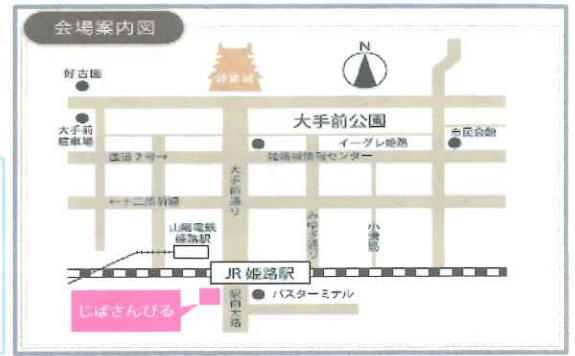 会場案内図
姫路城
N
好古園
大手前
駐車場
大手前公園
イーグレ姫路
市民会館
国道2号→
姫路城情報センター
大手前通り
←十二所前線
みゆき通り
小溝筋
山陽電鉄
姫路駅
JR 姫路駅
じばさんびる
駅南大路
バスターミナル